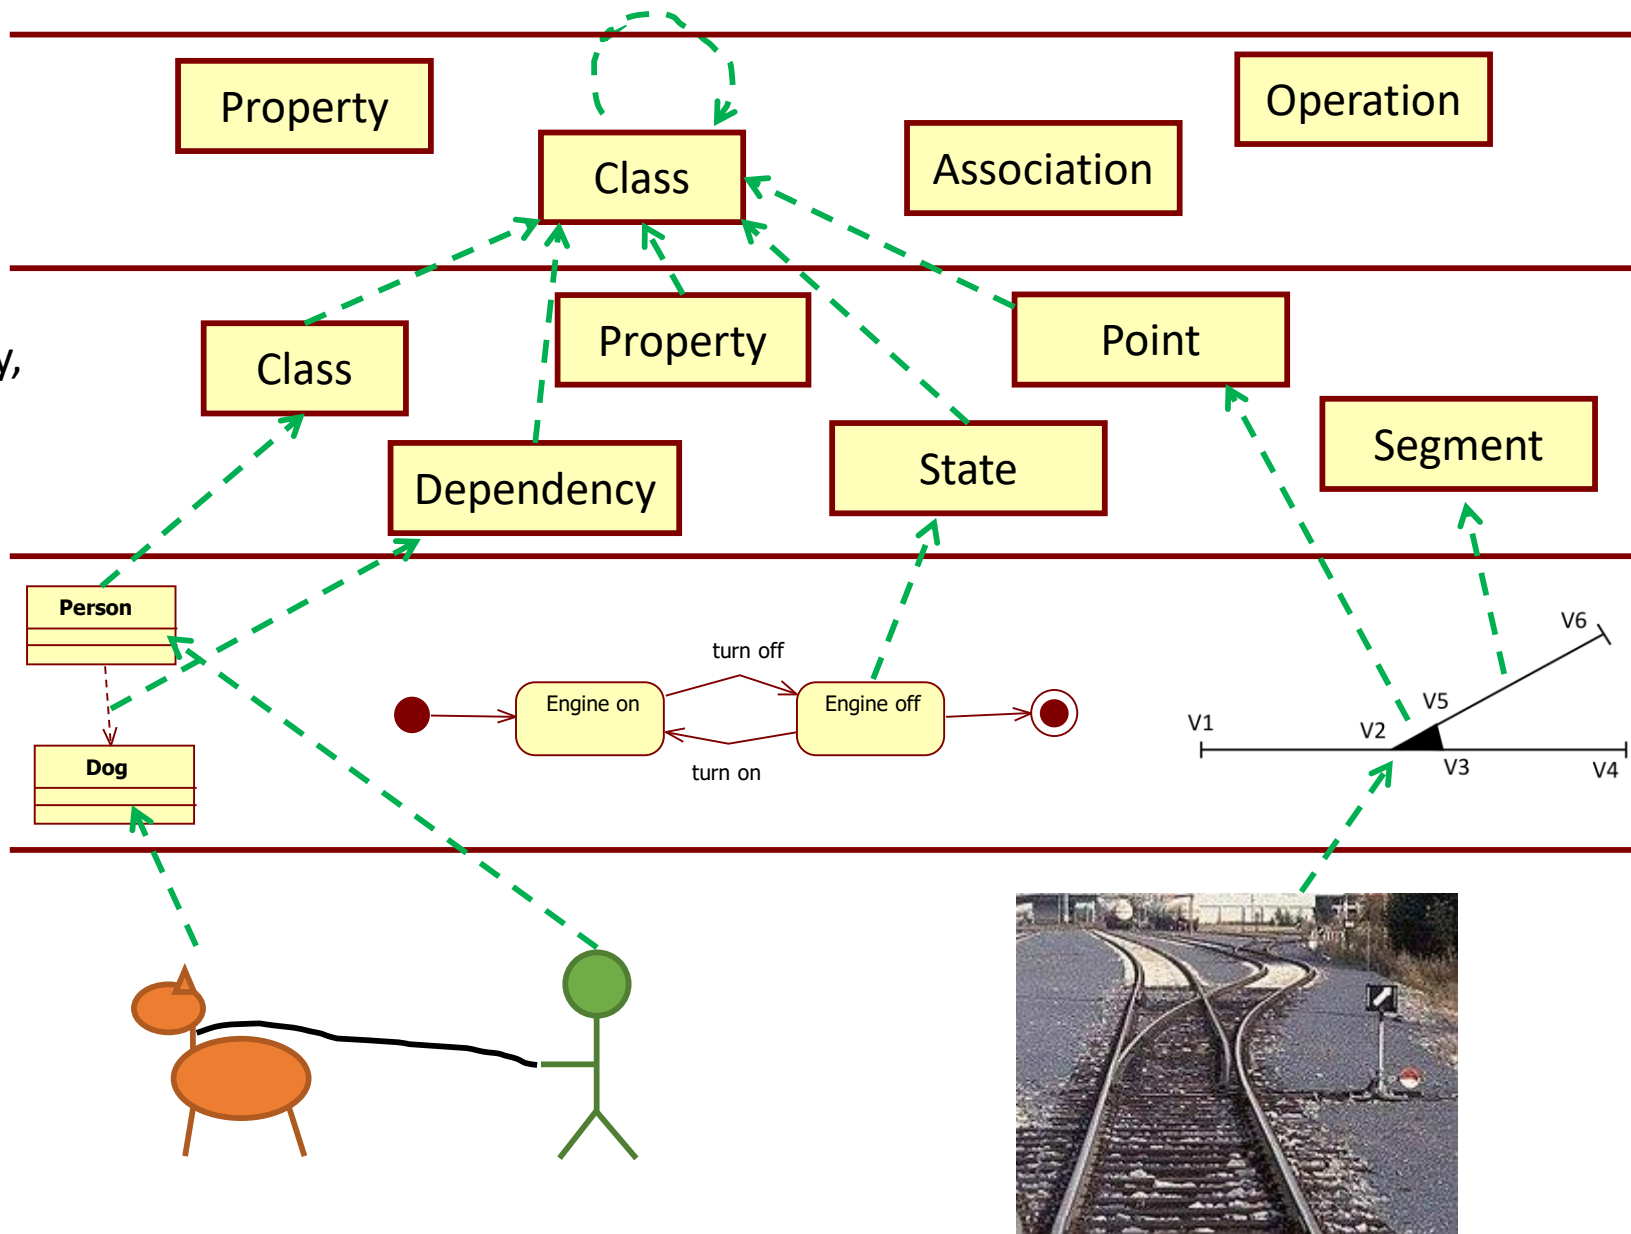 Property
Class
Association
Operation
y,
Class
Property
Point
Dependency
State
Segment
Person
Dog
turn off
Engine on
Engine off
turn on
V1
V2
V5
V3
V6
V4